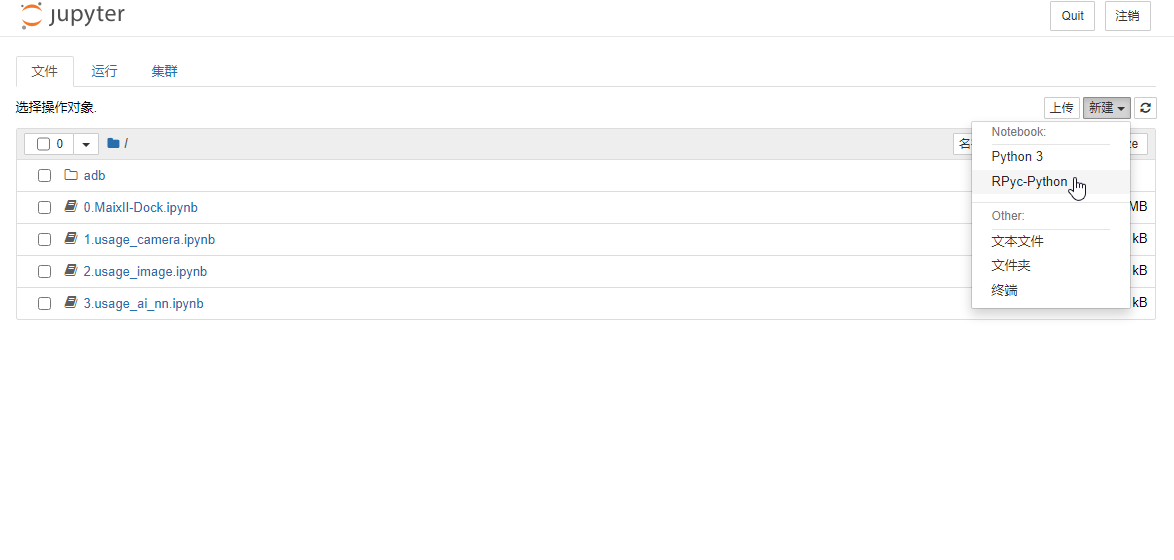 jupyter
Quit 注销
文件 运行 集群
选择操作对象.
上传 新建
0 / 名
Notebook:
Python 3
adb
RPyc-Python
0.MaixII-Dock.ipynb MB
Other:
1.usage_camera.ipynb 文本文件 kB
2.usage_image.ipynb 文件夹 kB
终端
3.usage_ai_nn.ipynb kB